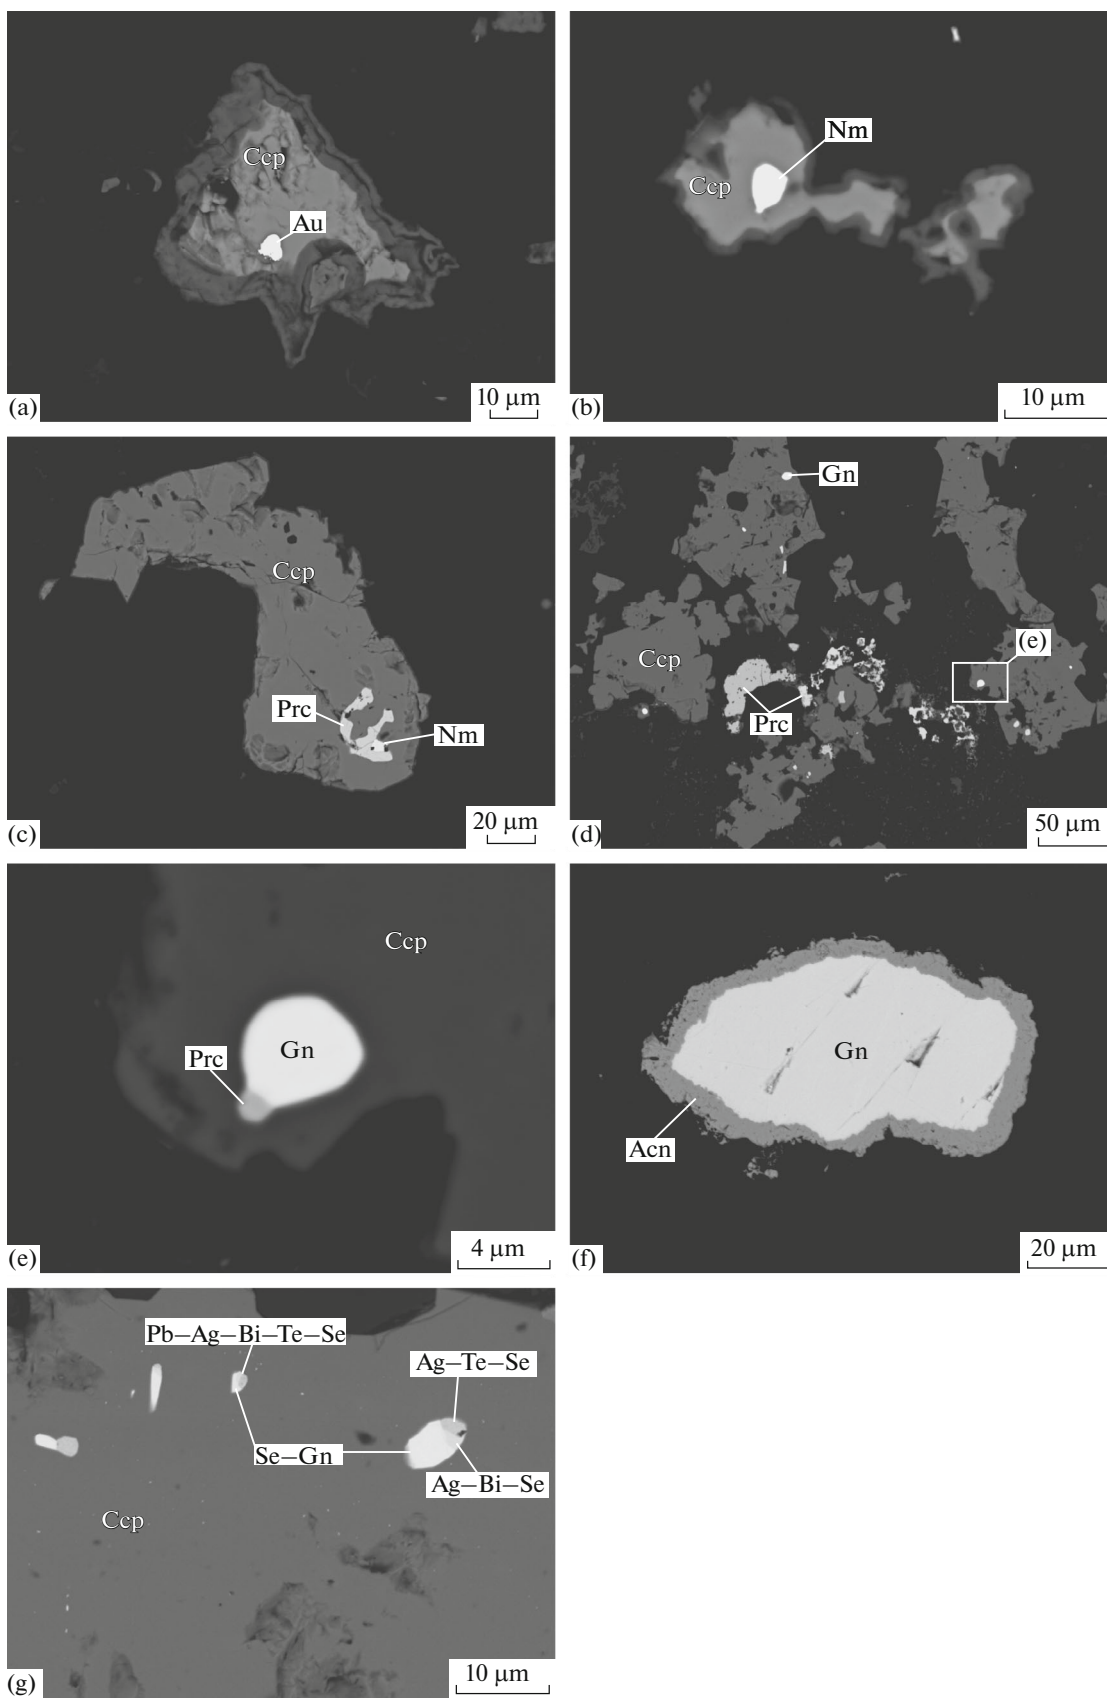 Ccp
Au
10 μm
(a)
Nm
Ccp
10 μm
(b)
Ccp
Prc
Nm
20 μm
(c)
Gn
(e)
Ccp
Prc
50 μm
(d)
Ccp
Gn
Prc
4 μm
(e)
Gn
Acn
20 μm
(f)
Pb–Ag–Bi–Te–Se
Ag–Te–Se
Se–Gn
Ag–Bi–Se
Ccp
10 μm
(g)